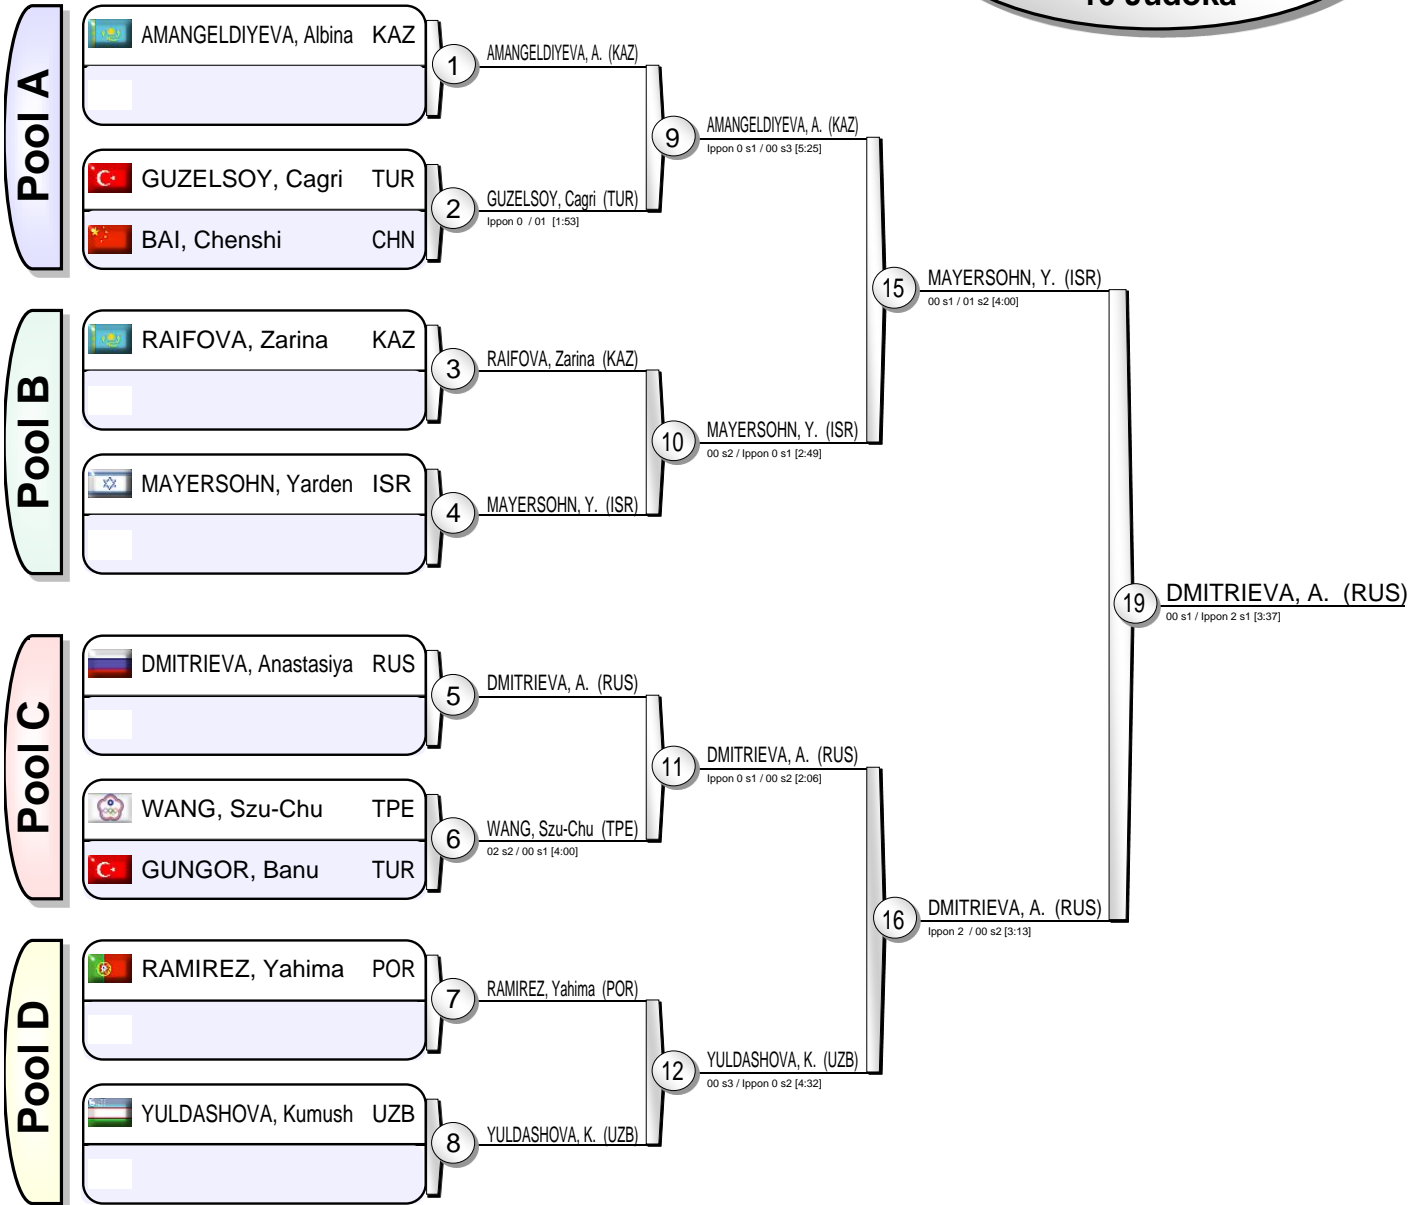 10 Judoka
Pool A
AMANGELDIYEVA, Albina KAZ
GUZELSOY, Cagri TUR
BAI, Chenshi CHN
Pool B
RAIFOVA, Zarina KAZ
MAYERSOHN, Yarden ISR
Pool C
DMITRIEVA, Anastasiya RUS
WANG, Szu-Chu TPE
GUNGOR, Banu TUR
Pool D
RAMIREZ, Yahima POR
YULDASHOVA, Kumush UZB
1
AMANGELDIYEVA, A. (KAZ)
2
GUZELSOY, Cagri (TUR)
Ippon 0 / 01 [1:53]
3
RAIFOVA, Zarina (KAZ)
4
MAYERSOHN, Y. (ISR)
5
DMITRIEVA, A. (RUS)
6
WANG, Szu-Chu (TPE)
02 s2 / 00 s1 [4:00]
7
RAMIREZ, Yahima (POR)
8
YULDASHOVA, K. (UZB)
9
AMANGELDIYEVA, A. (KAZ)
Ippon 0 s1 / 00 s3 [5:25]
10
MAYERSOHN, Y. (ISR)
00 s2 / Ippon 0 s1 [2:49]
11
DMITRIEVA, A. (RUS)
Ippon 0 s1 / 00 s2 [2:06]
12
YULDASHOVA, K. (UZB)
00 s3 / Ippon 0 s2 [4:32]
15
MAYERSOHN, Y. (ISR)
00 s1 / 01 s2 [4:00]
16
DMITRIEVA, A. (RUS)
Ippon 2 / 00 s2 [3:13]
19
DMITRIEVA, A. (RUS)
00 s1 / Ippon 2 s1 [3:37]